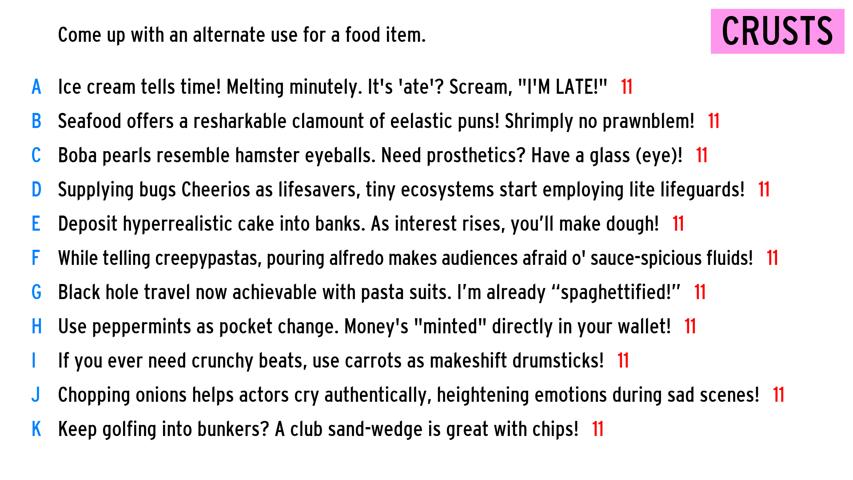 Come up with an alternate use for a food item.
CRUSTS
A Ice cream tells time! Melting minutely. It's 'ate'? Scream, "I'M LATE!" 11
B Seafood offers a resharkable clamount of eelastic puns! Shrimply no prawnblem! 11
C Boba pearls resemble hamster eyeballs. Need prosthetics? Have a glass (eye)! 11
D Supplying bugs Cheerios as lifesavers, tiny ecosystems start employing lite lifeguards! 11
E Deposit hyperrealistic cake into banks. As interest rises, you’ll make dough! 11
F While telling creepypastas, pouring alfredo makes audiences afraid o' sauce-spicious fluids! 11
G Black hole travel now achievable with pasta suits. I’m already “spaghettified!” 11
H Use peppermints as pocket change. Money's "minted" directly in your wallet! 11
I If you ever need crunchy beats, use carrots as makeshift drumsticks! 11
J Chopping onions helps actors cry authentically, heightening emotions during sad scenes! 11
K Keep golfing into bunkers? A club sand-wedge is great with chips! 11